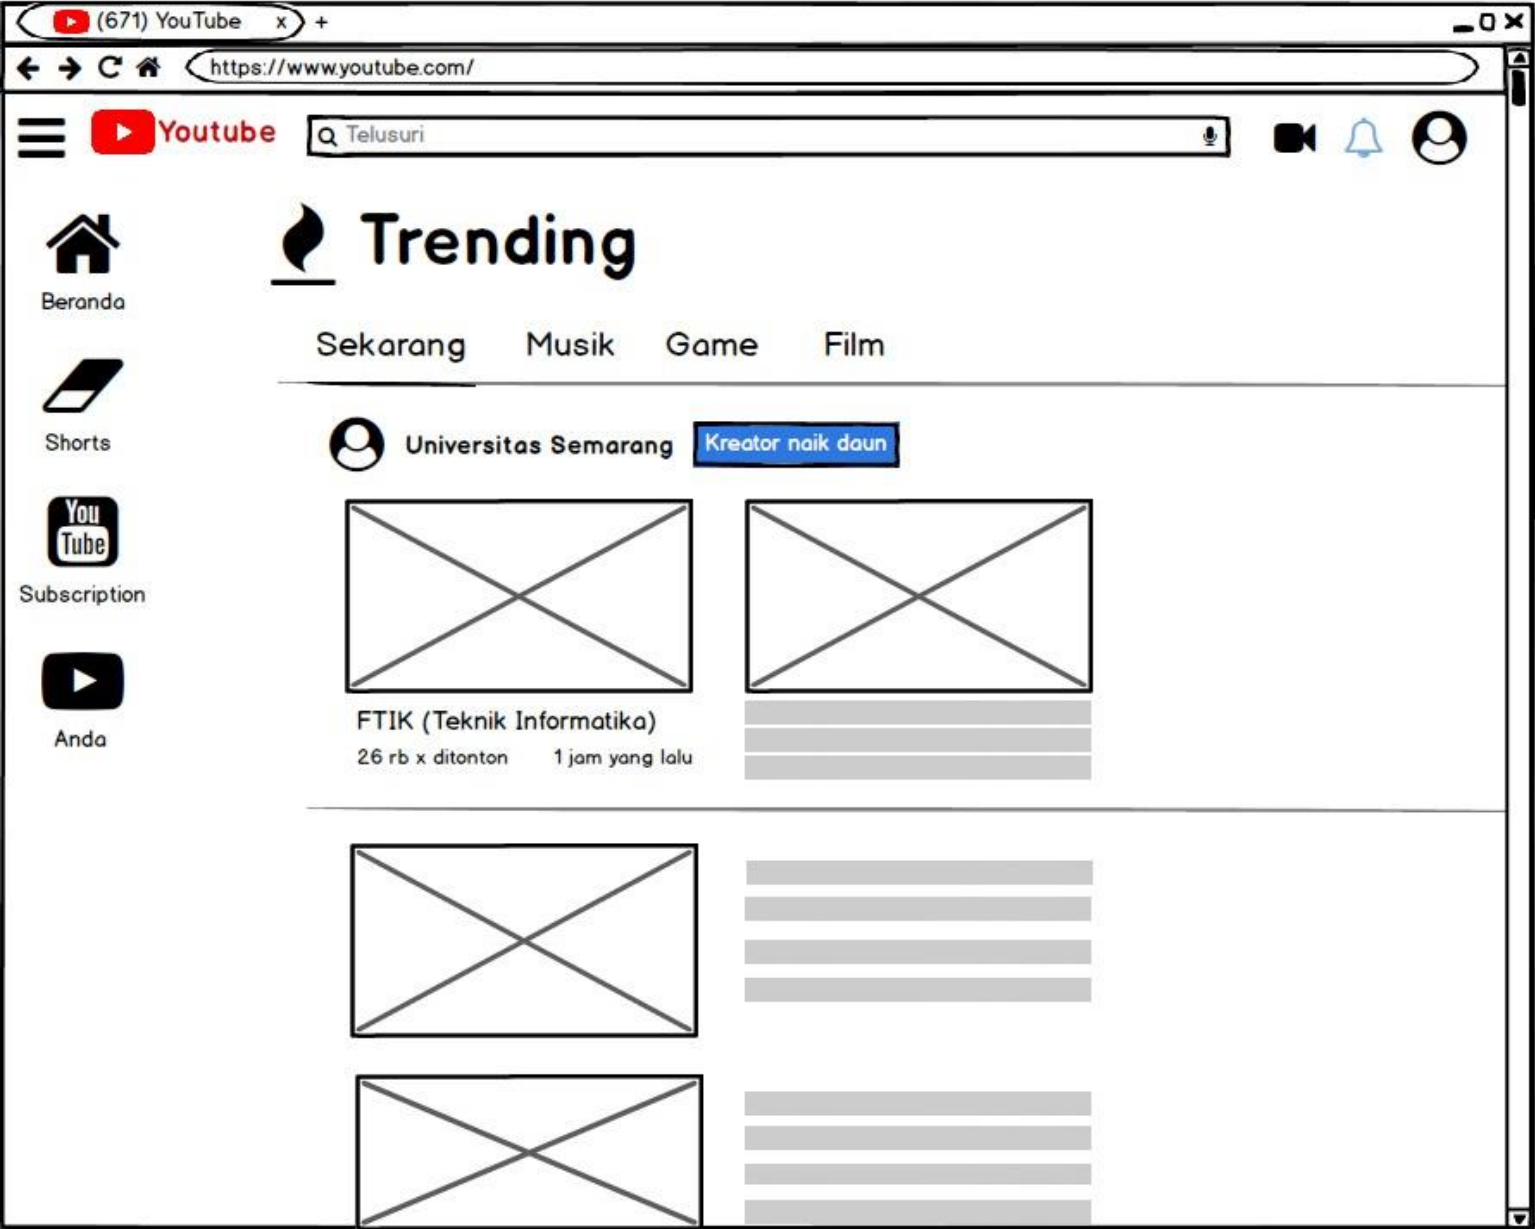 (671) YouTube x +
https://www.youtube.com/
Youtube
Telusuri
Beranda
Shorts
You
Tube
Subscription
Anda
Trending
Sekarang Musik Game Film
Universitas Semarang Kreator naik daun
FTIK (Teknik Informatika)
26 rb x ditonton 1 jam yang lalu